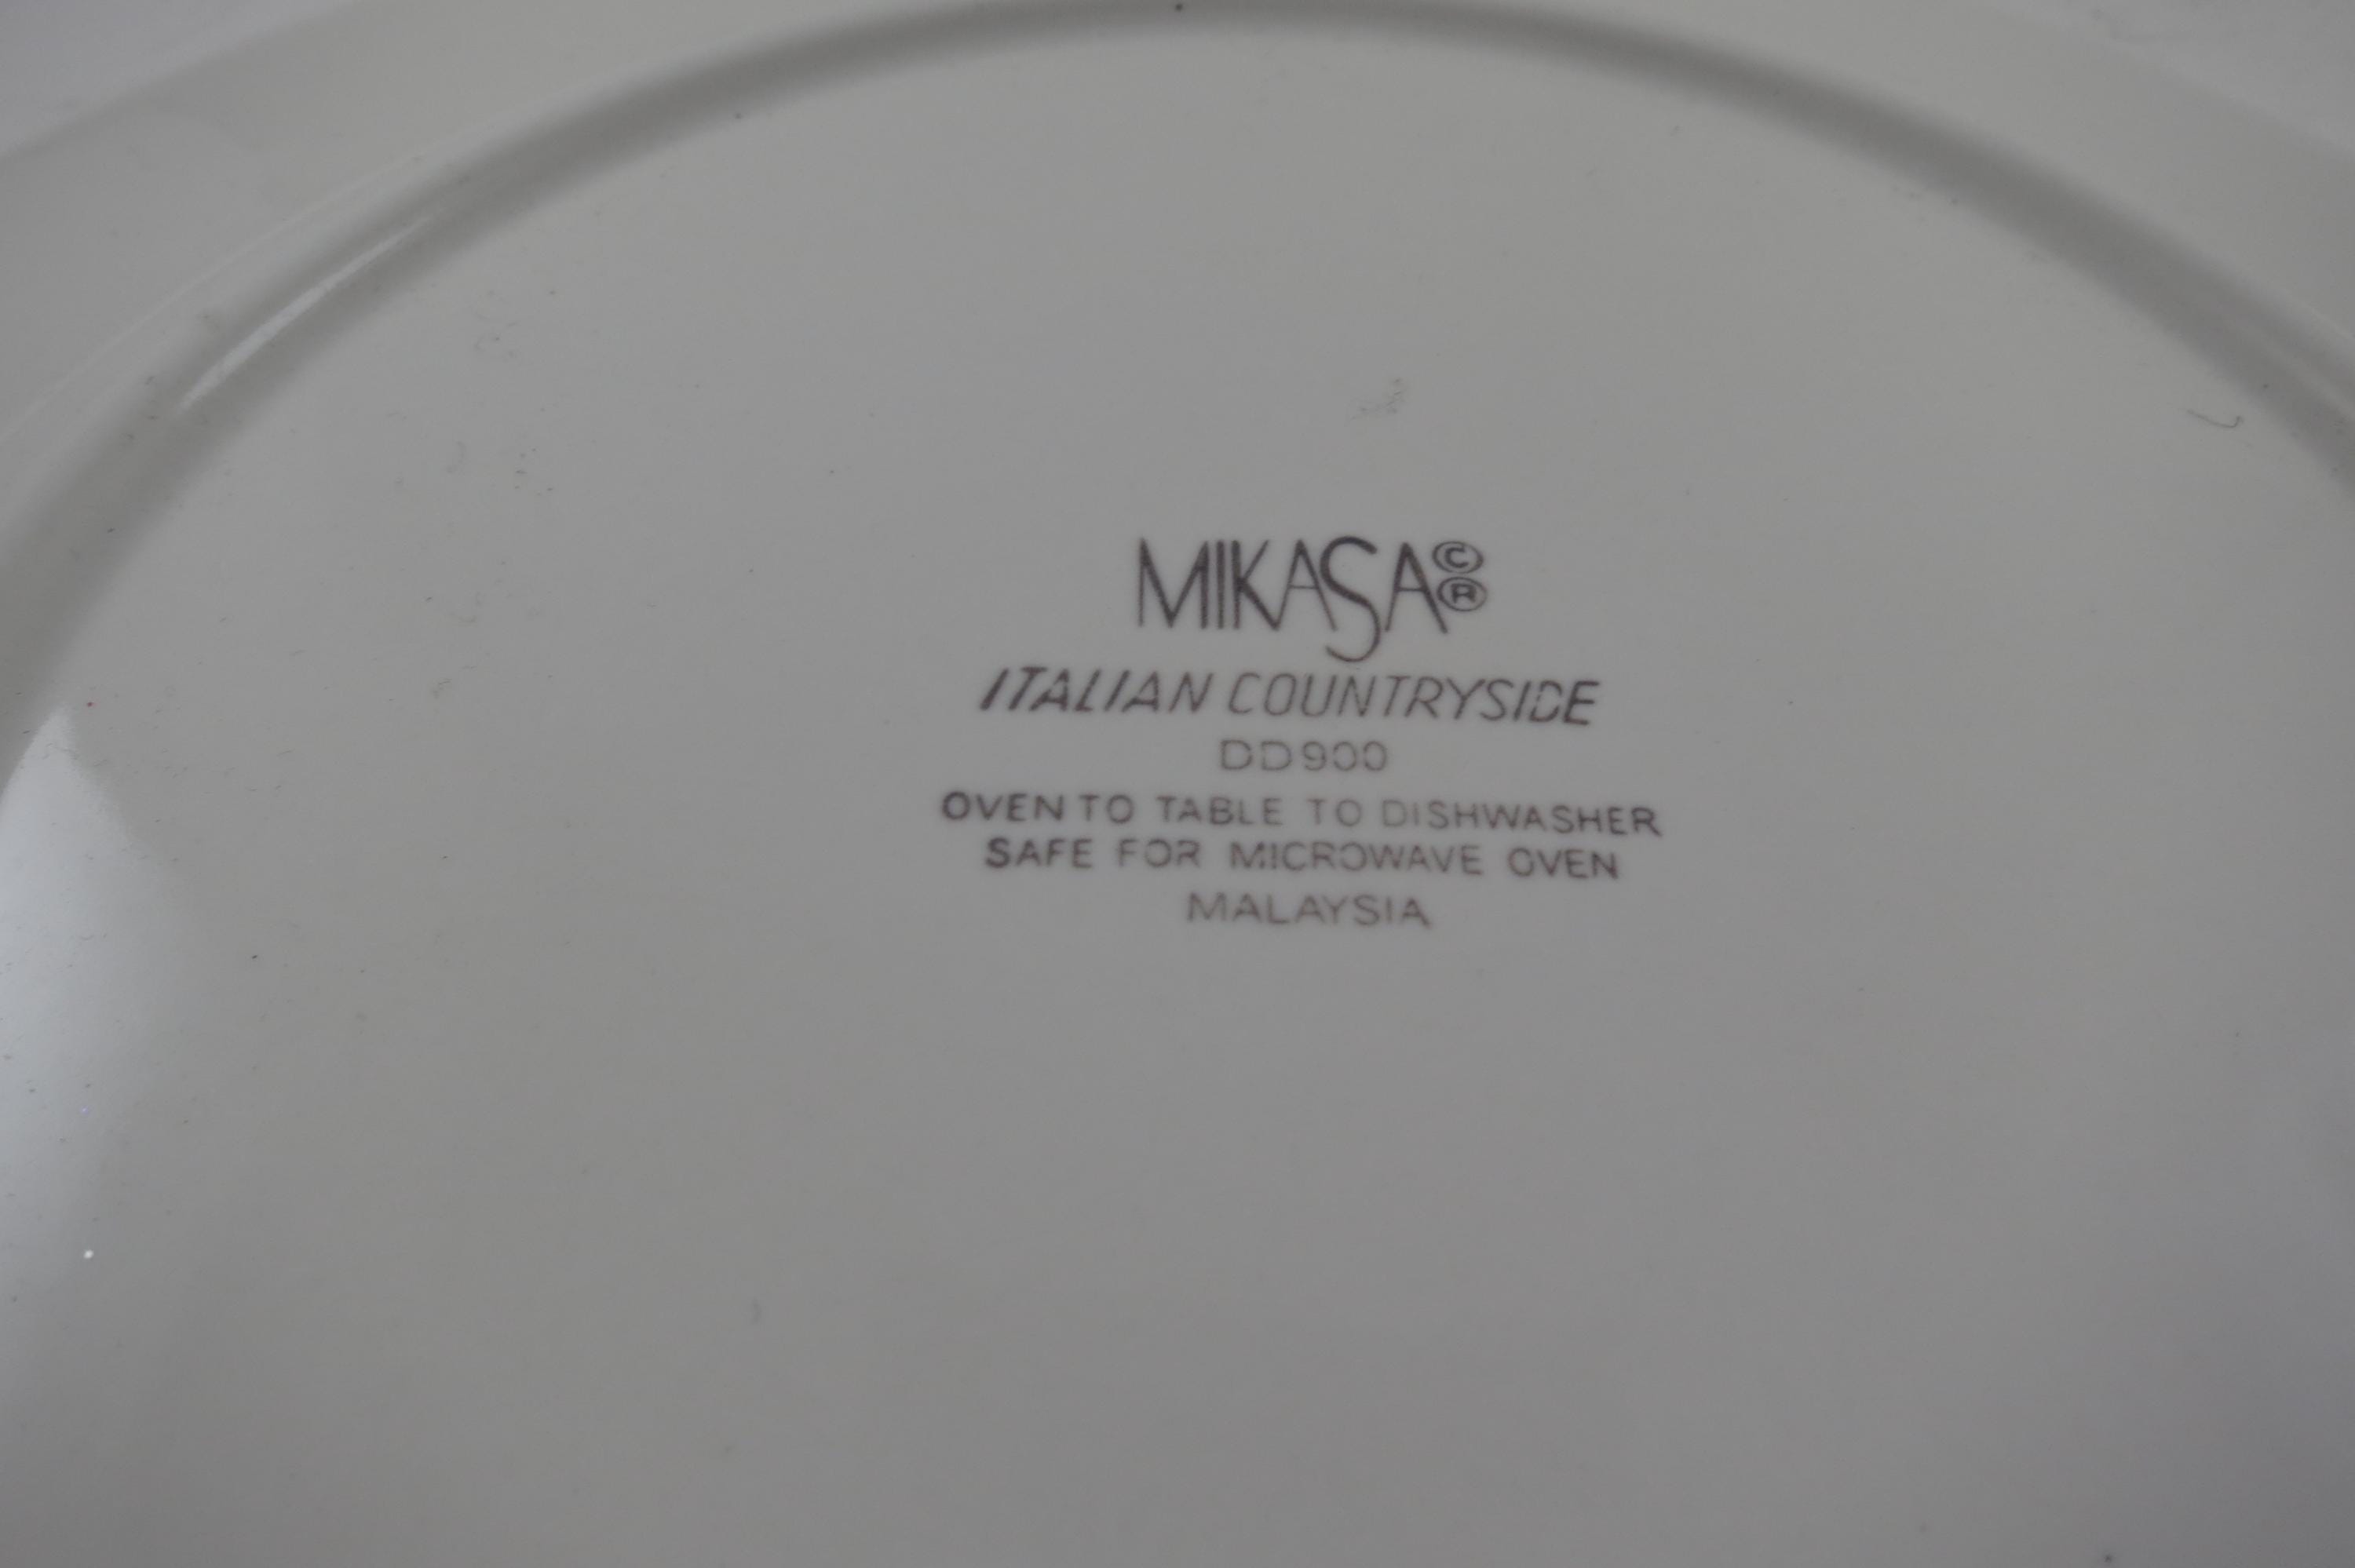 MIKASA©®
ITALIAN COUNTRYSIDE
DD900
OVEN TO TABLE TO DISHWASHER
SAFE FOR MICROWAVE OVEN
MALAYSIA